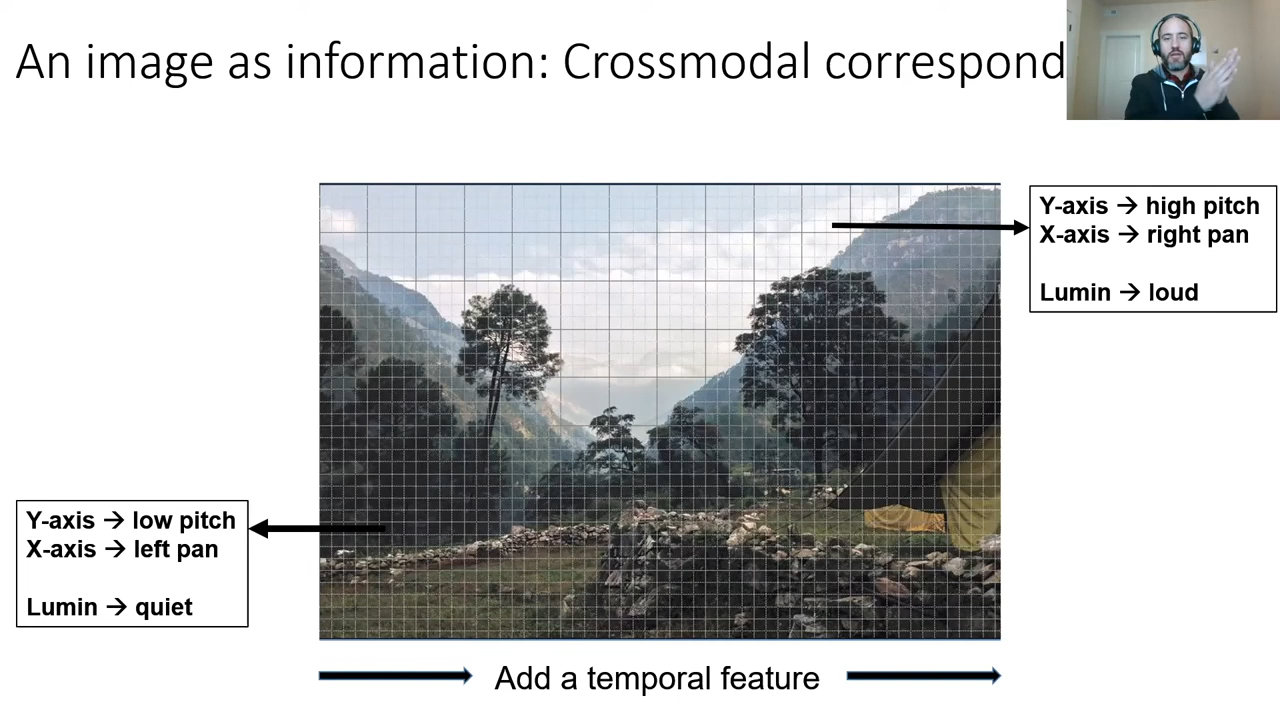 An image as information: Crossmodal correspond
Y-axis → high pitch
X-axis → right pan
Lumin → loud
Y-axis → low pitch
X-axis → left pan
Lumin → quiet
Add a temporal feature